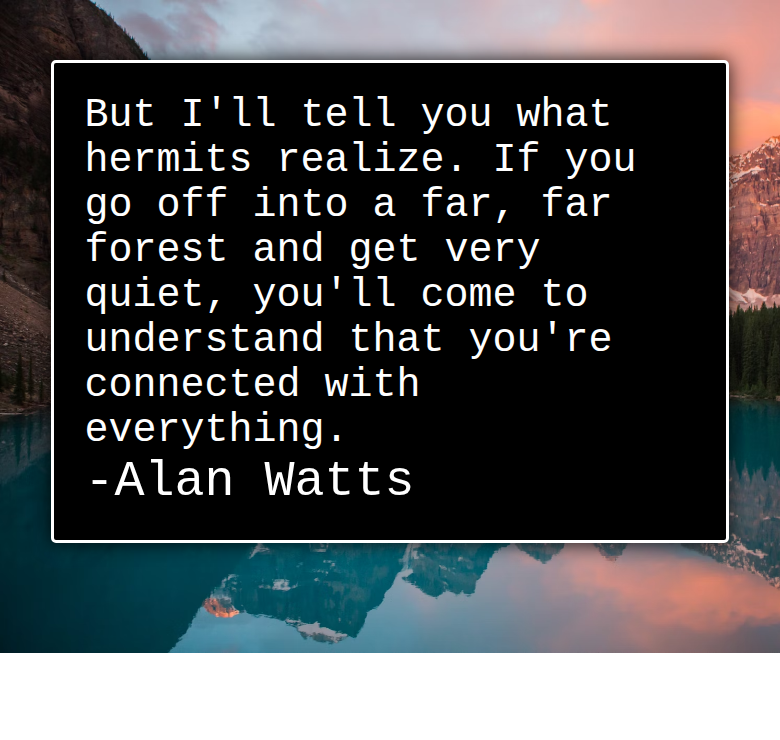 But I'll tell you what
hermits realize. If you
go off into a far, far
forest and get very
quiet, you'll come to
understand that you're
connected with
everything.
-Alan Watts